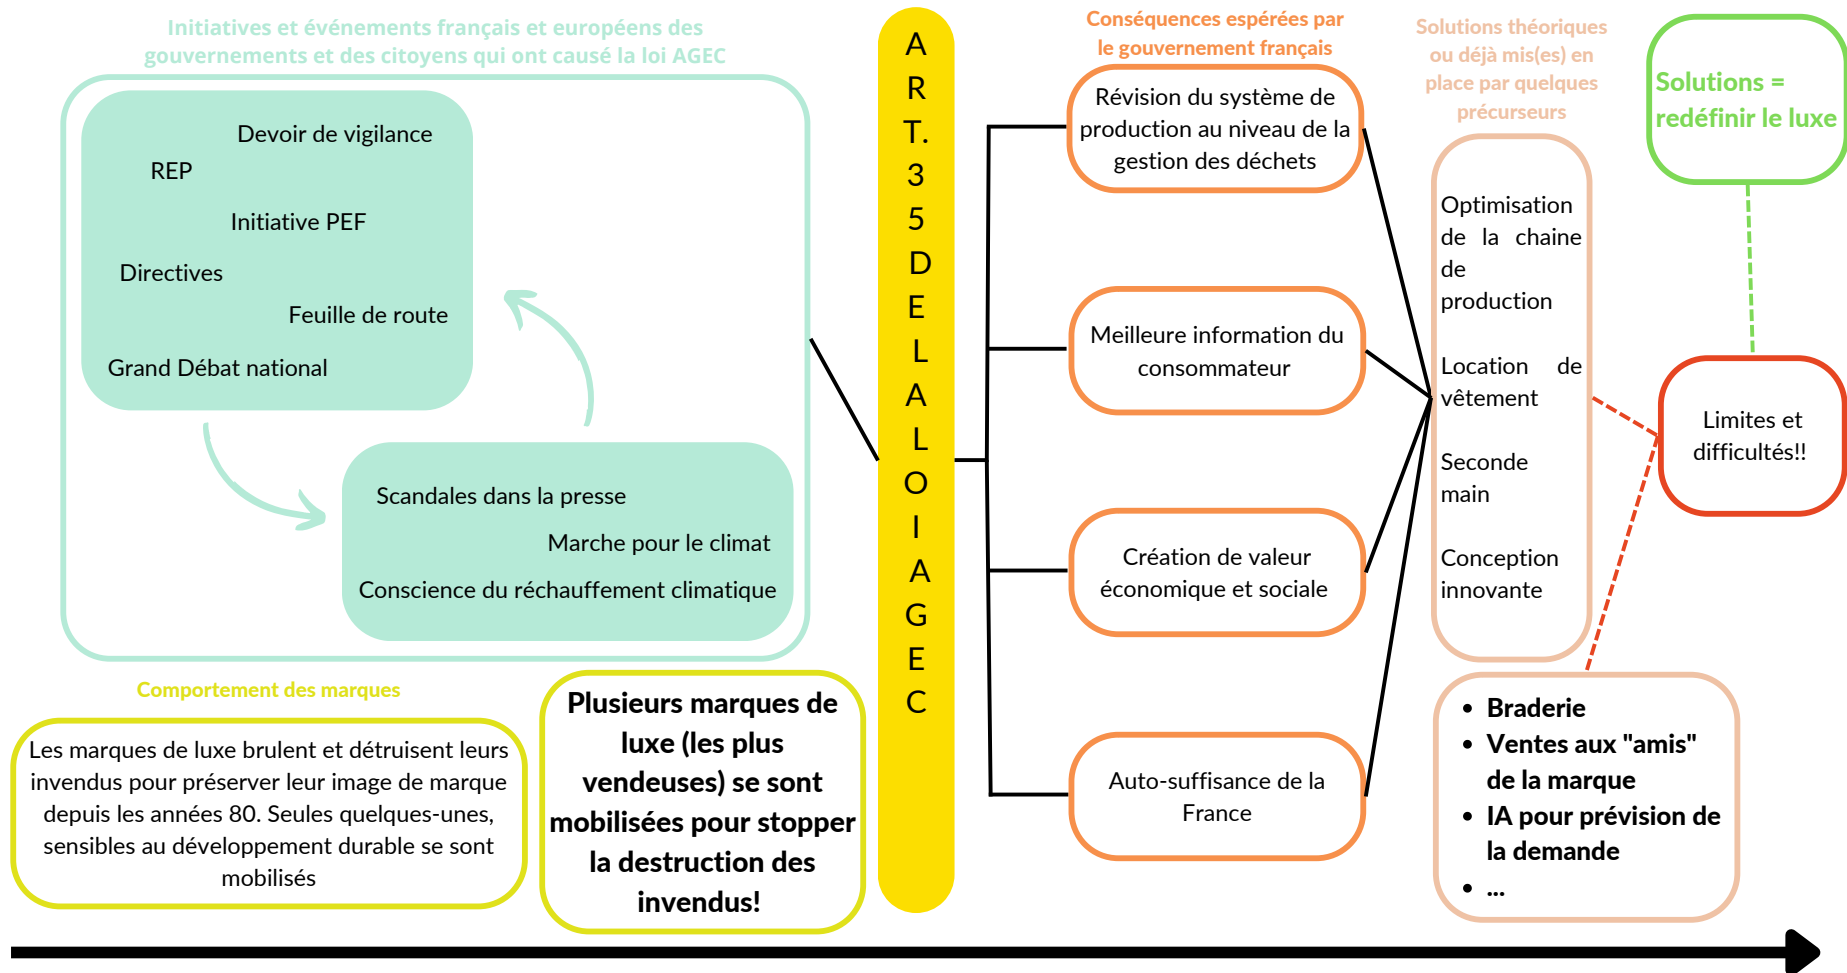 Initiatives et événements français et européens des
gouvernements et des citoyens qui ont causé la loi AGEC
Devoir de vigilance
REP
Initiative PEF
Directives
Feuille de route
Grand Débat national
Scandales dans la presse
Marche pour le climat
Conscience du réchauffement climatique
Comportement des marques
Les marques de luxe brulent et détruisent leurs
invendus pour préserver leur image de marque
depuis les années 80. Seules quelques-unes,
sensibles au développement durable se sont
mobilisés
Plusieurs marques de
luxe (les plus
vendeuses) se sont
mobilisées pour stopper
la destruction des
invendus!
A
R
T.
3
5
D
E
L
A
L
O
I
A
G
E
C
Conséquences espérées par
le gouvernement français
Révision du système de
production au niveau de la
gestion des déchets
Meilleure information du
consommateur
Création de valeur
économique et sociale
Auto-suffisance de la
France
Solutions théoriques
ou déjà mis(es) en
place par quelques
précurseurs
Optimisation
de la chaine
de
production
Location de
vêtement
Seconde
main
Conception
innovante
• Braderie
• Ventes aux "amis"
de la marque
• IA pour prévision de
la demande
• ...
Solutions =
redéfinir le luxe
Limites et
difficultés!!